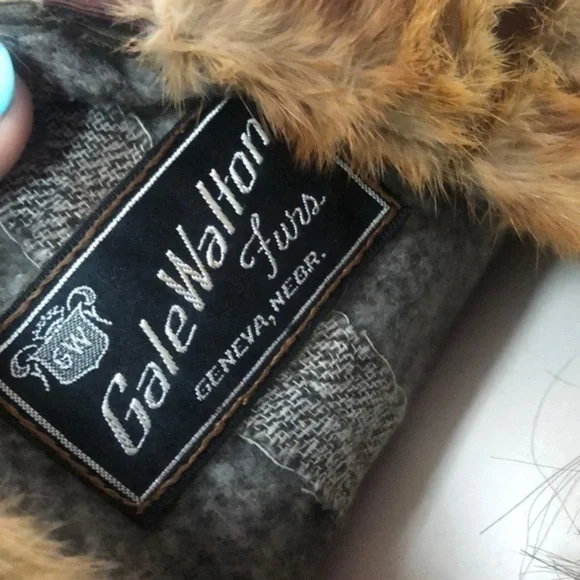 GW
Gale Walton
Furs
GENEVA, NEBR.